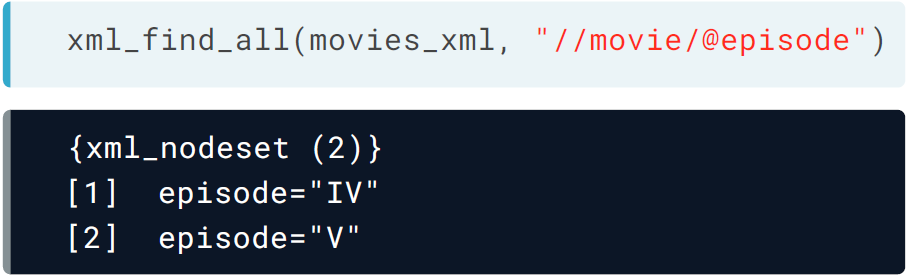 xml_find_all(movies_xml, "//movie/@episode")
{xml_nodeset (2)}
[1]  episode="IV"
[2]  episode="V"